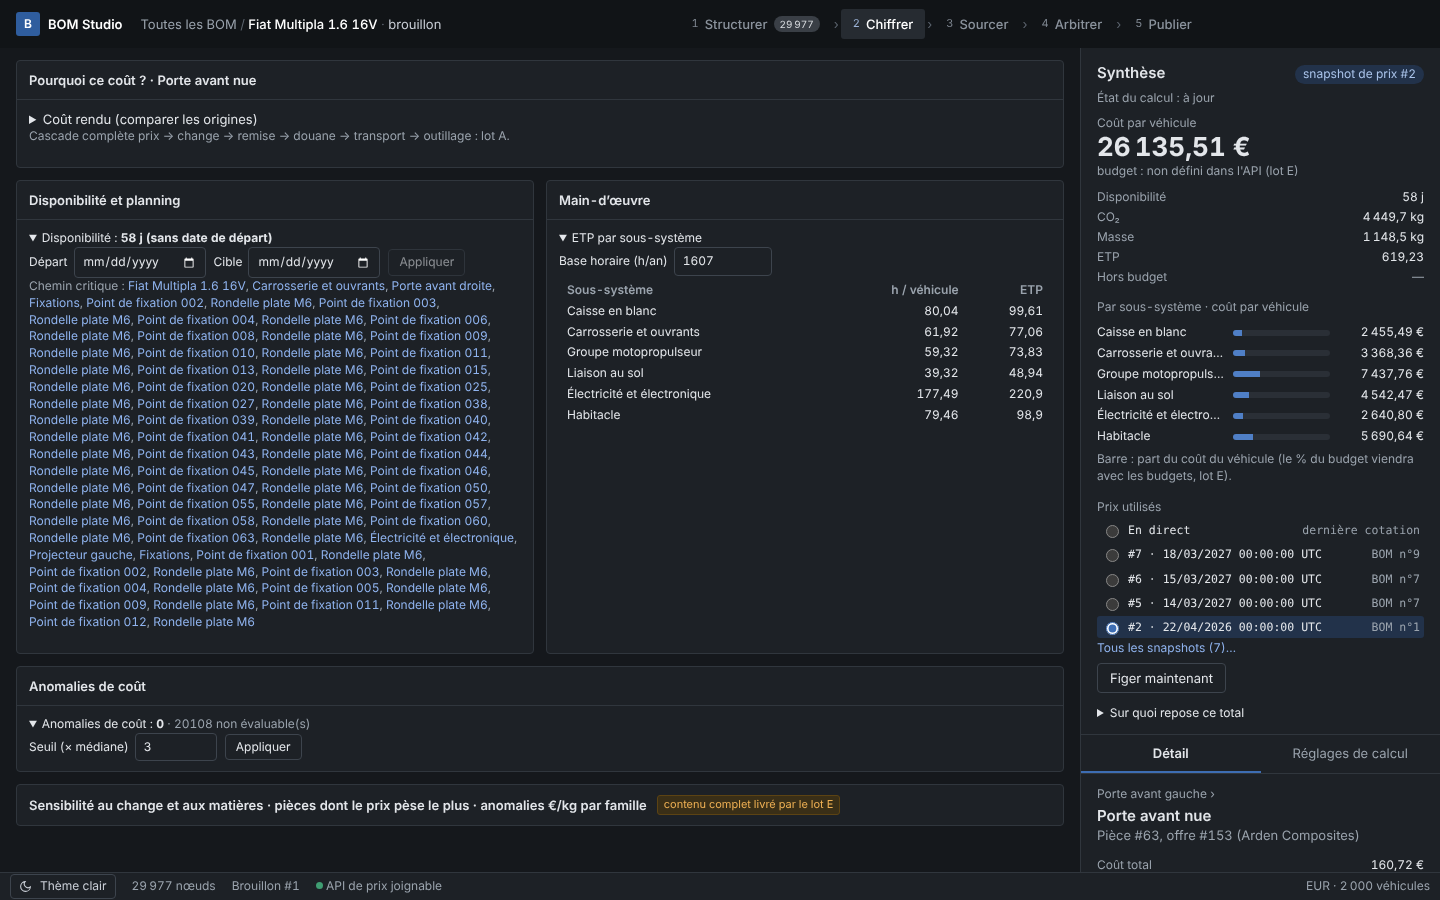 B BOM Studio Toutes les BOM / Fiat Multipla 1.6 16V · brouillon 1 Structurer 29 977 › 2 Chiffrer › 3 Sourcer › 4 Arbitrer › 5 Publier
Pourquoi ce coût ? · Porte avant nue
▶ Coût rendu (comparer les origines)
Cascade complète prix → change → remise → douane → transport → outillage : lot A.
Disponibilité et planning
▼ Disponibilité : 58 j (sans date de départ)
Départ mm/dd/yyyy Cible mm/dd/yyyy Appliquer
Chemin critique : Fiat Multipla 1.6 16V, Carrosserie et ouvrants, Porte avant droite,
Fixations, Point de fixation 002, Rondelle plate M6, Point de fixation 003,
Rondelle plate M6, Point de fixation 004, Rondelle plate M6, Point de fixation 006,
Rondelle plate M6, Point de fixation 008, Rondelle plate M6, Point de fixation 009,
Rondelle plate M6, Point de fixation 010, Rondelle plate M6, Point de fixation 011,
Rondelle plate M6, Point de fixation 013, Rondelle plate M6, Point de fixation 015,
Rondelle plate M6, Point de fixation 020, Rondelle plate M6, Point de fixation 025,
Rondelle plate M6, Point de fixation 027, Rondelle plate M6, Point de fixation 038,
Rondelle plate M6, Point de fixation 039, Rondelle plate M6, Point de fixation 040,
Rondelle plate M6, Point de fixation 041, Rondelle plate M6, Point de fixation 042,
Rondelle plate M6, Point de fixation 043, Rondelle plate M6, Point de fixation 044,
Rondelle plate M6, Point de fixation 045, Rondelle plate M6, Point de fixation 046,
Rondelle plate M6, Point de fixation 047, Rondelle plate M6, Point de fixation 050,
Rondelle plate M6, Point de fixation 055, Rondelle plate M6, Point de fixation 057,
Rondelle plate M6, Point de fixation 058, Rondelle plate M6, Point de fixation 060,
Rondelle plate M6, Point de fixation 063, Rondelle plate M6, Électricité et électronique,
Projecteur gauche, Fixations, Point de fixation 001, Rondelle plate M6,
Point de fixation 002, Rondelle plate M6, Point de fixation 003, Rondelle plate M6,
Point de fixation 004, Rondelle plate M6, Point de fixation 005, Rondelle plate M6,
Point de fixation 009, Rondelle plate M6, Point de fixation 011, Rondelle plate M6,
Point de fixation 012, Rondelle plate M6
Main-d'œuvre
▼ ETP par sous-système
Base horaire (h/an) 1607
Sous-système h / véhicule ETP
Caisse en blanc 80,04 99,61
Carrosserie et ouvrants 61,92 77,06
Groupe motopropulseur 59,32 73,83
Liaison au sol 39,32 48,94
Électricité et électronique 177,49 220,9
Habitacle 79,46 98,9
Anomalies de coût
▼ Anomalies de coût : 0 · 20108 non évaluable(s)
Seuil (× médiane) 3 Appliquer
Sensibilité au change et aux matières · pièces dont le prix pèse le plus · anomalies €/kg par famille contenu complet livré par le lot E
Synthèse snapshot de prix #2
État du calcul : à jour
Coût par véhicule
26 135,51 €
budget : non défini dans l'API (lot E)
Disponibilité 58 j
CO₂ 4 449,7 kg
Masse 1 148,5 kg
ETP 619,23
Hors budget —
Par sous-système · coût par véhicule
Caisse en blanc 2 455,49 €
Carrosserie et ouvra... 3 368,36 €
Groupe motopropuls... 7 437,76 €
Liaison au sol 4 542,47 €
Électricité et électro... 2 640,80 €
Habitacle 5 690,64 €
Barre : part du coût du véhicule (le % du budget viendra
avec les budgets, lot E).
Prix utilisés
En direct dernière cotation
#7 · 18/03/2027 00:00:00 UTC BOM n°9
#6 · 15/03/2027 00:00:00 UTC BOM n°7
#5 · 14/03/2027 00:00:00 UTC BOM n°7
#2 · 22/04/2026 00:00:00 UTC BOM n°1
Tous les snapshots (7)...
Figer maintenant
▶ Sur quoi repose ce total
Détail Réglages de calcul
Porte avant gauche ›
Porte avant nue
Pièce #63, offre #153 (Arden Composites)
Coût total 160,72 €
Thème clair 29 977 nœuds Brouillon #1 API de prix joignable EUR · 2 000 véhicules